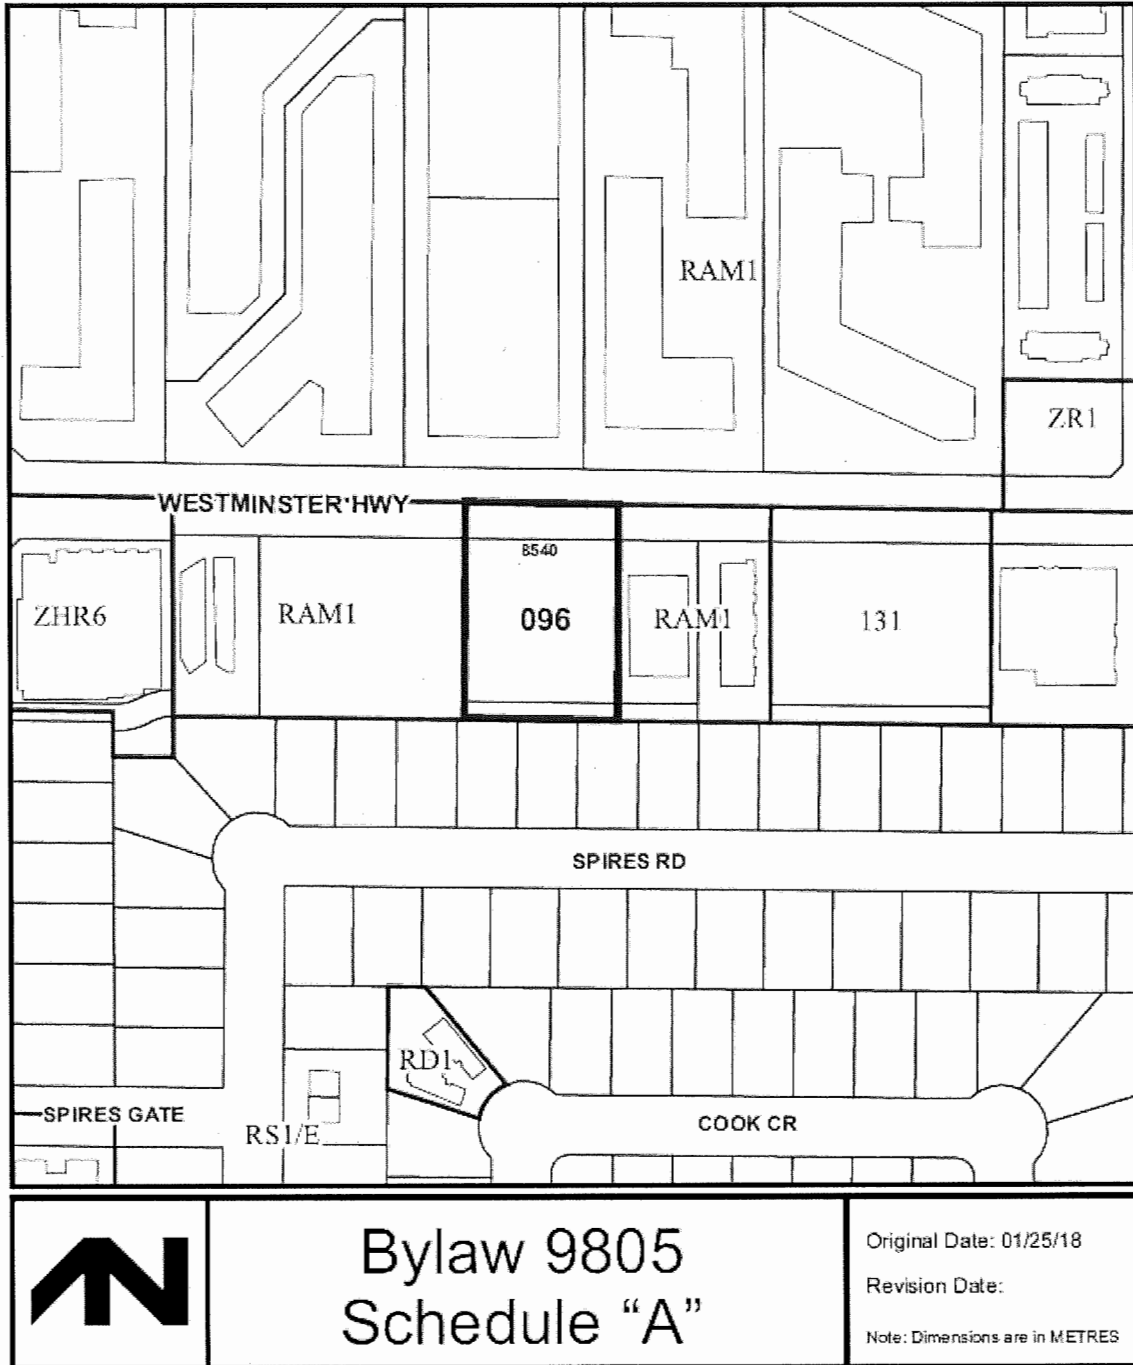 RAM1
ZR1
WESTMINSTER HWY
8540
ZHR6
RAM1
096
RAM1
131
SPIRES RD
RD1
SPIRES GATE
RS1/E
COOK CR
Bylaw 9805
Schedule “A”
Original Date: 01/25/18
Revision Date:
Note: Dimensions are in METRES